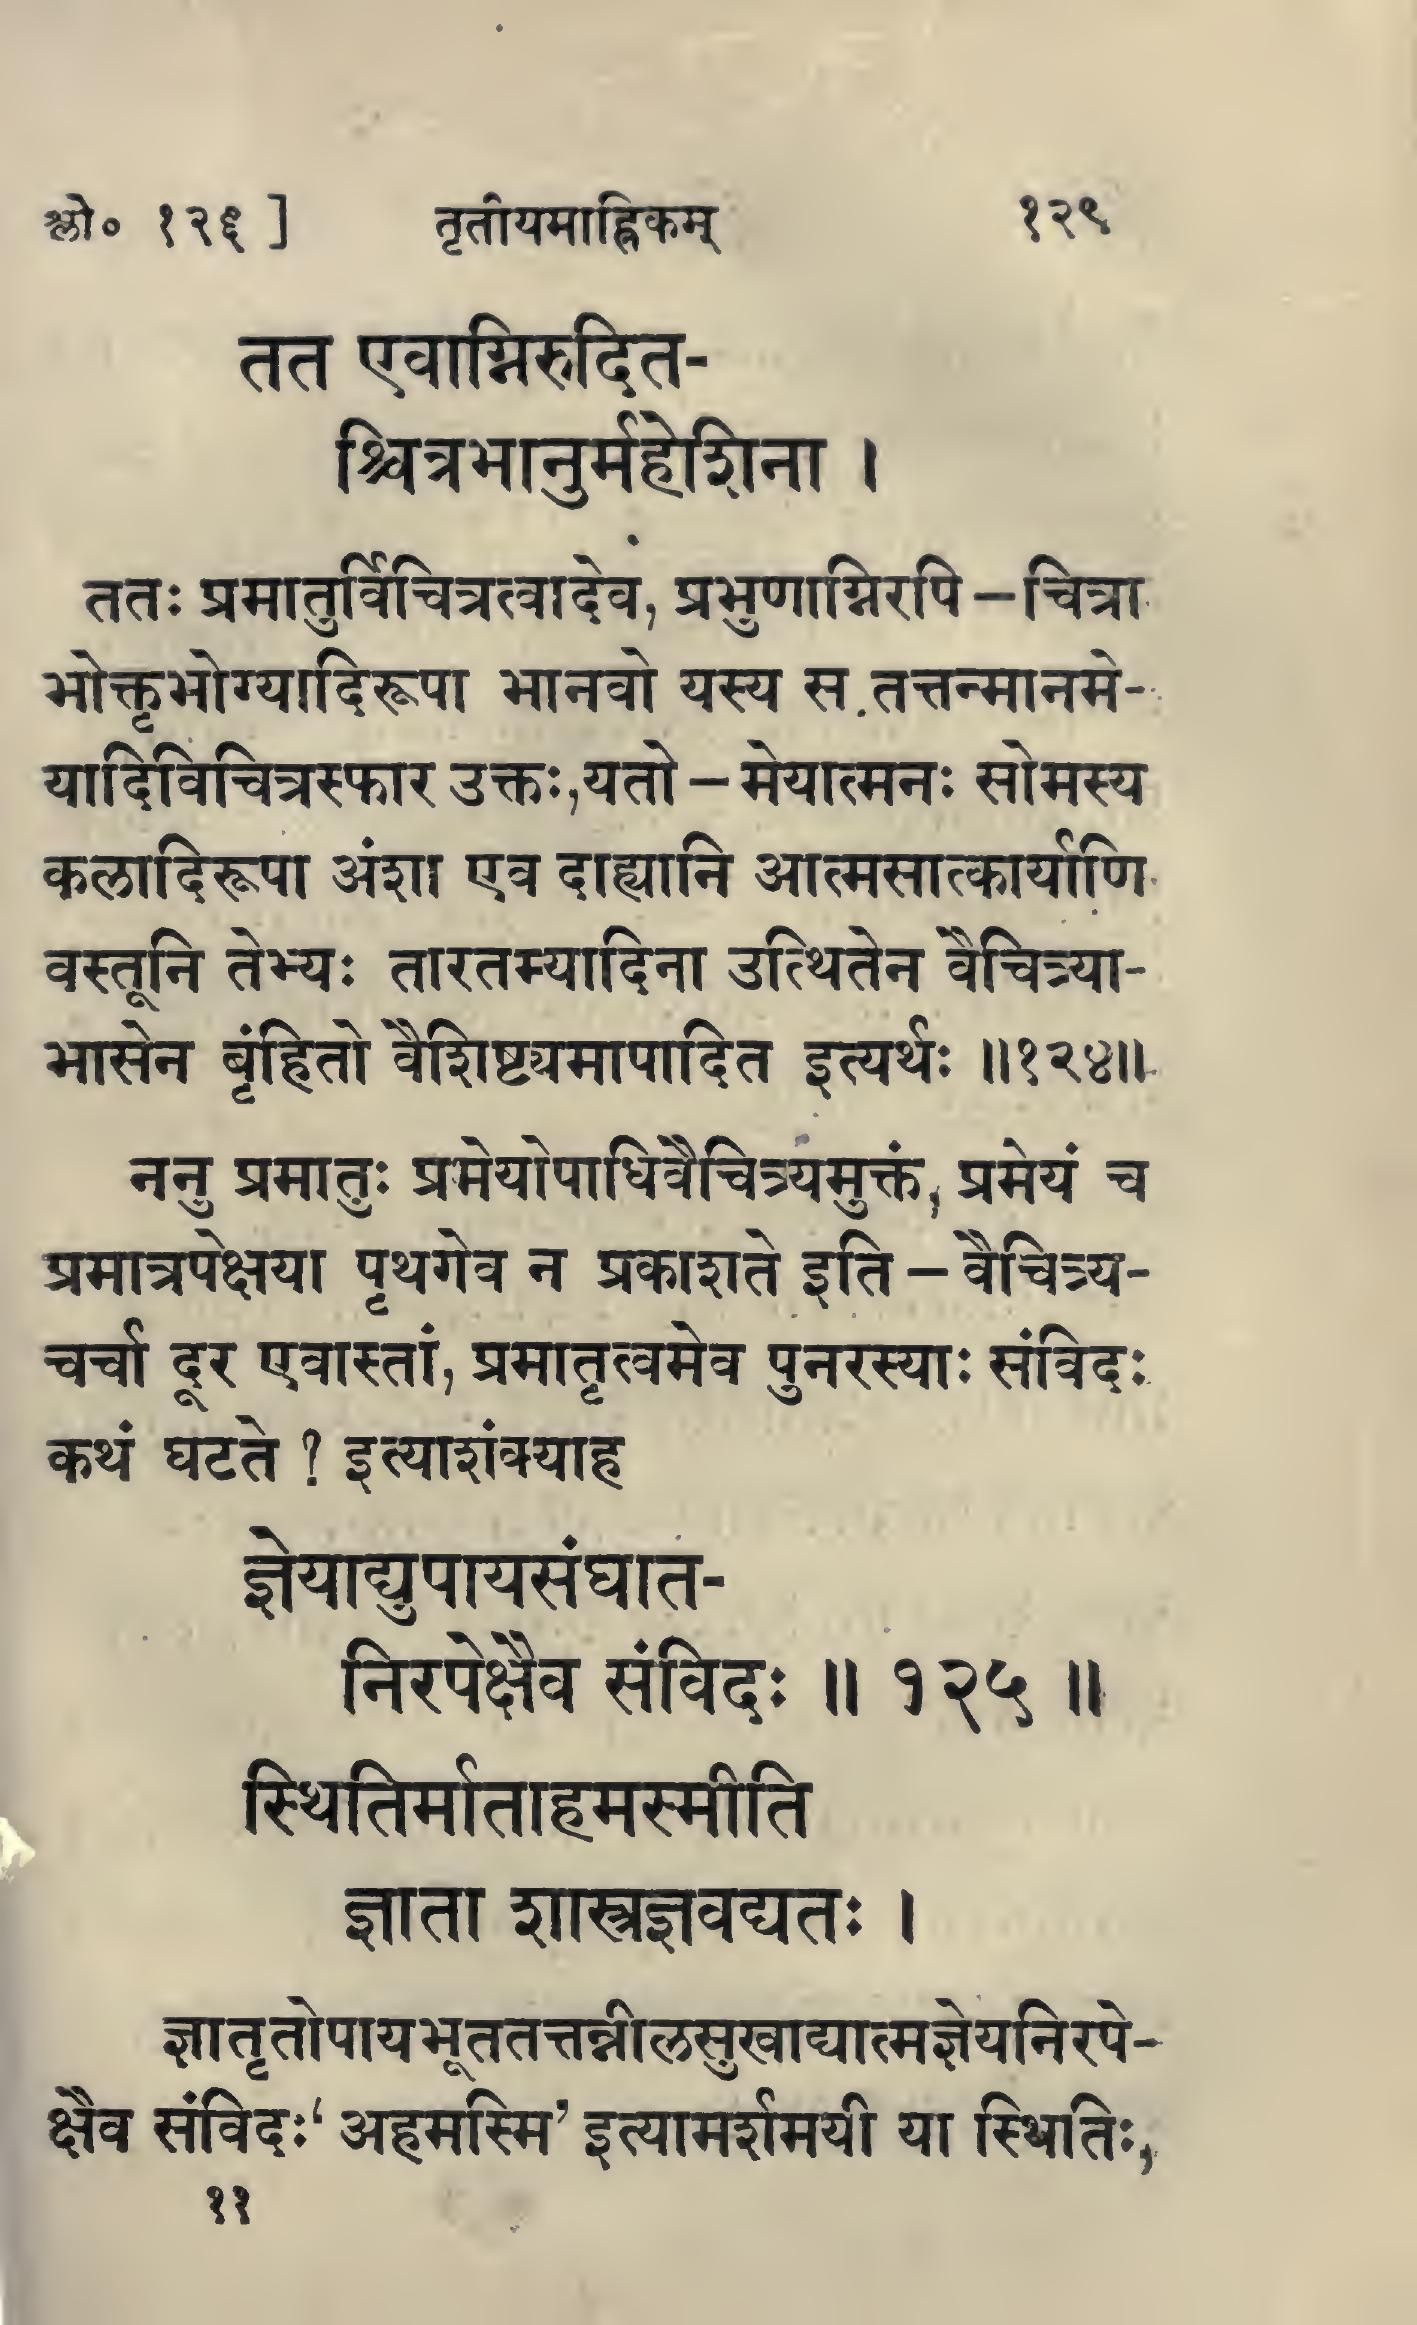 श्लो० १२६ ] तृतीयमाह्निकम् १२९
तत एवाग्निरुदित-
श्चित्रभानुर्महेशिना ।
ततः प्रमातुर्विचित्रत्वादेव, प्रभुणाग्निरपि – चित्रा
भोक्तृभोग्यादिरूपा भानवो यस्य स तत्तन्मानमे-
यादिविचित्रस्फार उक्तः, यतो – मेयात्मनः सोमस्य
कलादिरूपा अंशा एव दाह्यानि आत्मसात्कार्याणि
वस्तूनि तेभ्यः तारतम्यादिना उत्थितेन वैचित्र्या-
भासेन बृंहितो वैशिष्ट्यमापादित इत्यर्थः ॥१२४॥
ननु प्रमातुः प्रमेयोपाधिवैचित्र्यमुक्तं, प्रमेयं च
प्रमात्रपेक्षया पृथगेव न प्रकाशते इति – वैचित्र्य-
चर्चा दूर एवास्तां, प्रमातृत्वमेव पुनरस्याः संविदः
कथं घटते ? इत्याशंक्याह
ज्ञेयाद्युपायसंघात-
निरपेक्षैव संविदः ॥ १२५ ॥
स्थितिर्माताहमस्मीति
ज्ञाता शास्त्रज्ञवद्यतः ।
ज्ञातृतोपायभूततत्तन्नीलसुखाद्यात्मज्ञेयनिरपे-
क्षैव संविदः ‘ अहमस्मि ’ इत्यामर्शमयी या स्थितिः,
११